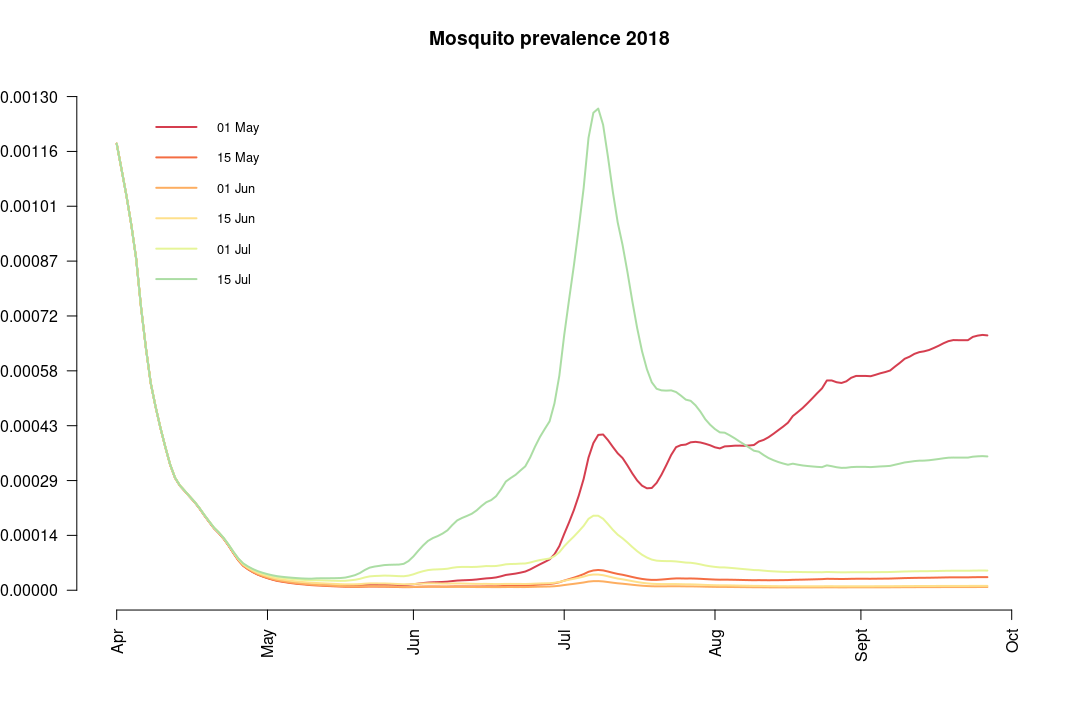 Mosquito prevalence 2018
0.00130
0.00116
0.00101
0.00087
0.00072
0.00058
0.00043
0.00029
0.00014
0.00000
01 May
15 May
01 Jun
15 Jun
01 Jul
15 Jul
Apr
May
Jun
Jul
Aug
Sept
Oct